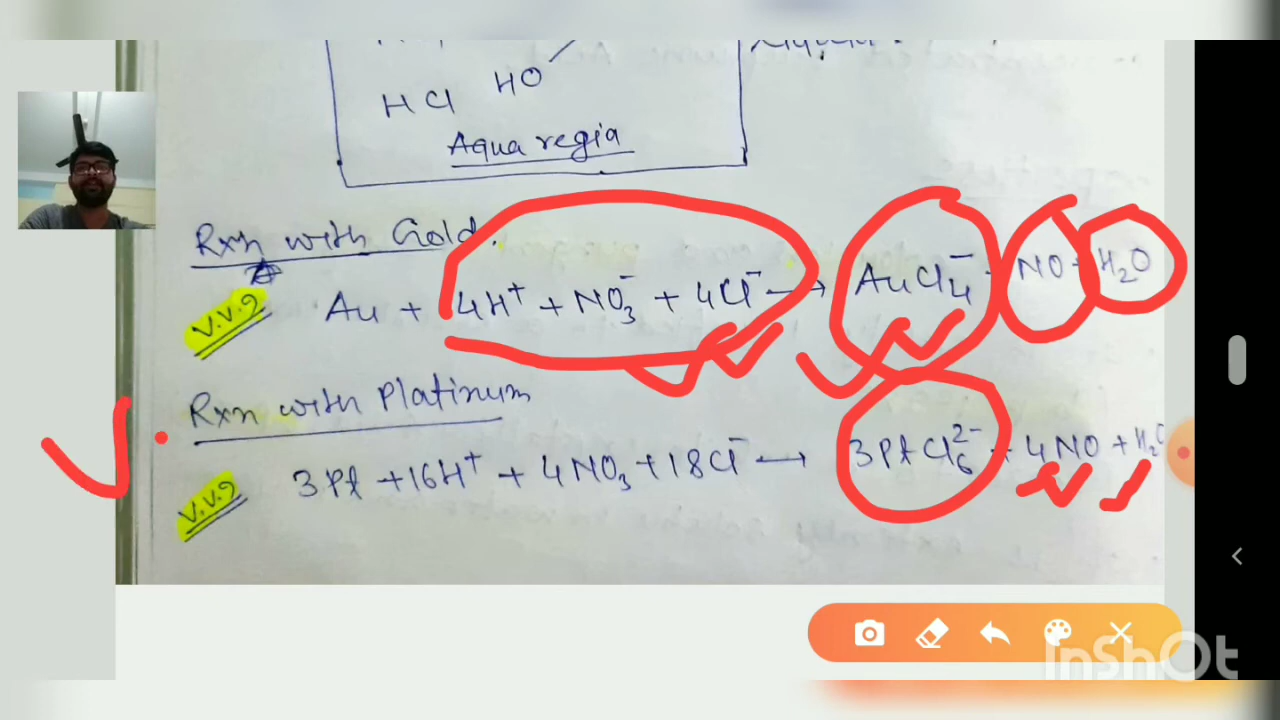 HCl HO
Aqua regia
Rxn with Gold.
V.V.9 Au + 4H⁺ + NO₃⁻ + 4Cl⁻ → AuCl₄⁻ + NO + H₂O
Rxn with Platinum
V.V.9 3Pt + 16H⁺ + 4NO₃ + 18Cl⁻ → 3PtCl₆²⁻ + 4NO + H₂O
InShOt